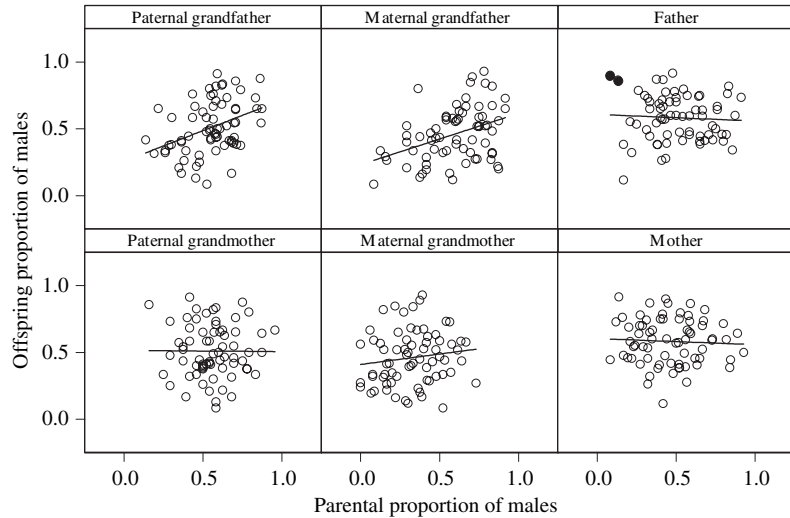 Paternal grandfather
Maternal grandfather
Father
1.0
0.5
0.0
Paternal grandmother
Maternal grandmother
Mother
1.0
0.5
0.0
Offspring proportion of males
0.0 0.5 1.0
0.0 0.5 1.0
0.0 0.5 1.0
Parental proportion of males